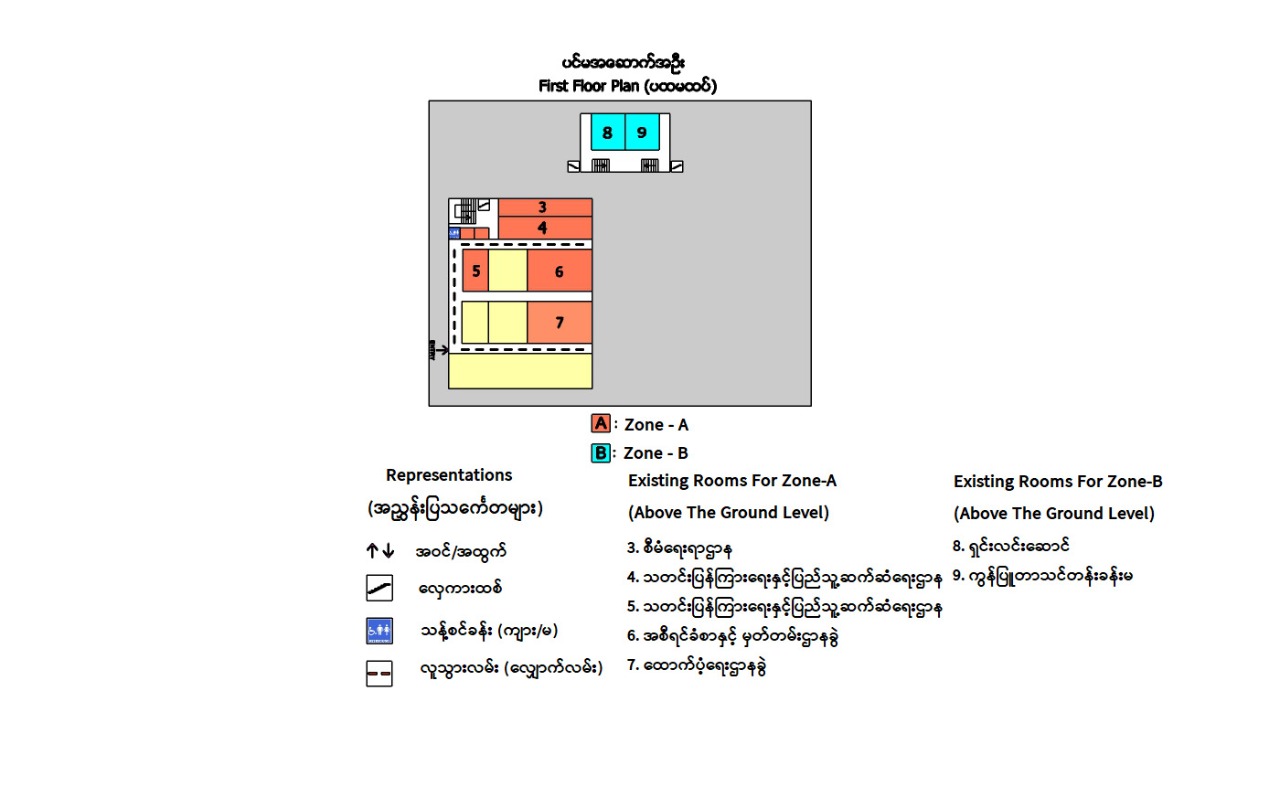 ပင်မအဆောက်အဦး
First Floor Plan (ပထမထပ်)
8 9
3
4
5 6
7
ENTRY
A : Zone - A
B : Zone - B
Representations
(အညွှန်းပြသင်္ကေတများ)
အဝင်/အထွက်
လှေကားထစ်
သန့်စင်ခန်း (ကျား/မ)
လူသွားလမ်း (လျှောက်လမ်း)
Existing Rooms For Zone-A
(Above The Ground Level)
3. စီမံရေးရာဌာန
4. သတင်းပြန်ကြားရေးနှင့်ပြည်သူ့ဆက်ဆံရေးဌာန
5. သတင်းပြန်ကြားရေးနှင့်ပြည်သူ့ဆက်ဆံရေးဌာန
6. အစီရင်ခံစာနှင့် မှတ်တမ်းဌာနခွဲ
7. ထောက်ပံ့ရေးဌာနခွဲ
Existing Rooms For Zone-B
(Above The Ground Level)
8. ရှင်းလင်းဆောင်
9. ကွန်ပြူတာသင်တန်းခန်းမ